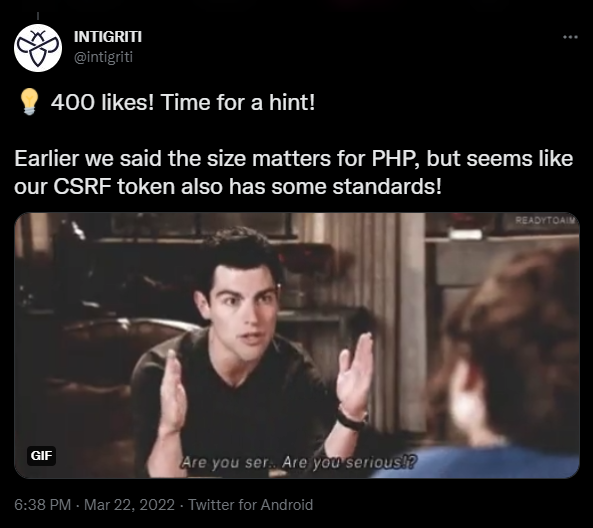 INTIGRITI
@intigriti
💡 400 likes! Time for a hint!
Earlier we said the size matters for PHP, but seems like
our CSRF token also has some standards!
READYTOAIM
Are you ser.. Are you serious!?
GIF
6:38 PM · Mar 22, 2022 · Twitter for Android